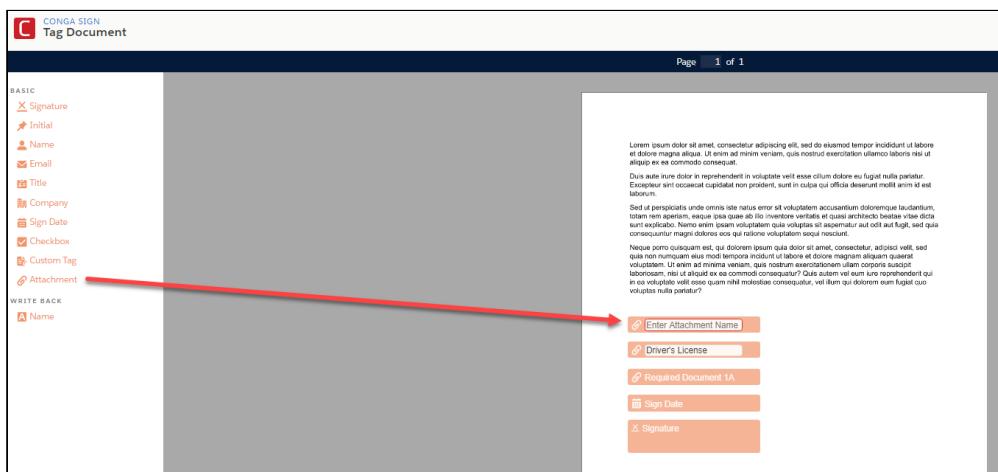 CONGA SIGN
Tag Document
Page 1 of 1
BASIC
Signature
Initial
Name
Email
Title
Company
Sign Date
Checkbox
Custom Tag
Attachment
WRITE BACK
Name
Lorem ipsum dolor sit amet, consectetur adipiscing elit, sed do eiusmod tempor incididunt ut labore
et dolore magna aliqua. Ut enim ad minim veniam, quis nostrud exercitation ullamco laboris nisi ut
aliquip ex ea commodo consequat.
Duis aute irure dolor in reprehenderit in voluptate velit esse cillum dolore eu fugiat nulla pariatur.
Excepteur sint occaecat cupidatat non proident, sunt in culpa qui officia deserunt mollit anim id est
laborum.
Sed ut perspiciatis unde omnis iste natus error sit voluptatem accusantium doloremque laudantium,
totam rem aperiam, eaque ipsa quae ab illo inventore veritatis et quasi architecto beatae vitae dicta
sunt explicabo. Nemo enim ipsam voluptatem quia voluptas sit aspernatur aut odit aut fugit, sed quia
consequuntur magni dolores eos qui ratione voluptatem sequi nesciunt.
Neque porro quisquam est, qui dolorem ipsum quia dolor sit amet, consectetur, adipisci velit, sed
quia non numquam eius modi tempora incidunt ut labore et dolore magnam aliquam quaerat
voluptatem. Ut enim ad minima veniam, quis nostrum exercitationem ullam corporis suscipit
laboriosam, nisi ut aliquid ex ea commodi consequatur? Quis autem vel eum iure reprehenderit qui
in ea voluptate velit esse quam nihil molestiae consequatur, vel illum qui dolorem eum fugiat quo
voluptas nulla pariatur?
Enter Attachment Name
Driver's License
Required Document 1A
Sign Date
Signature